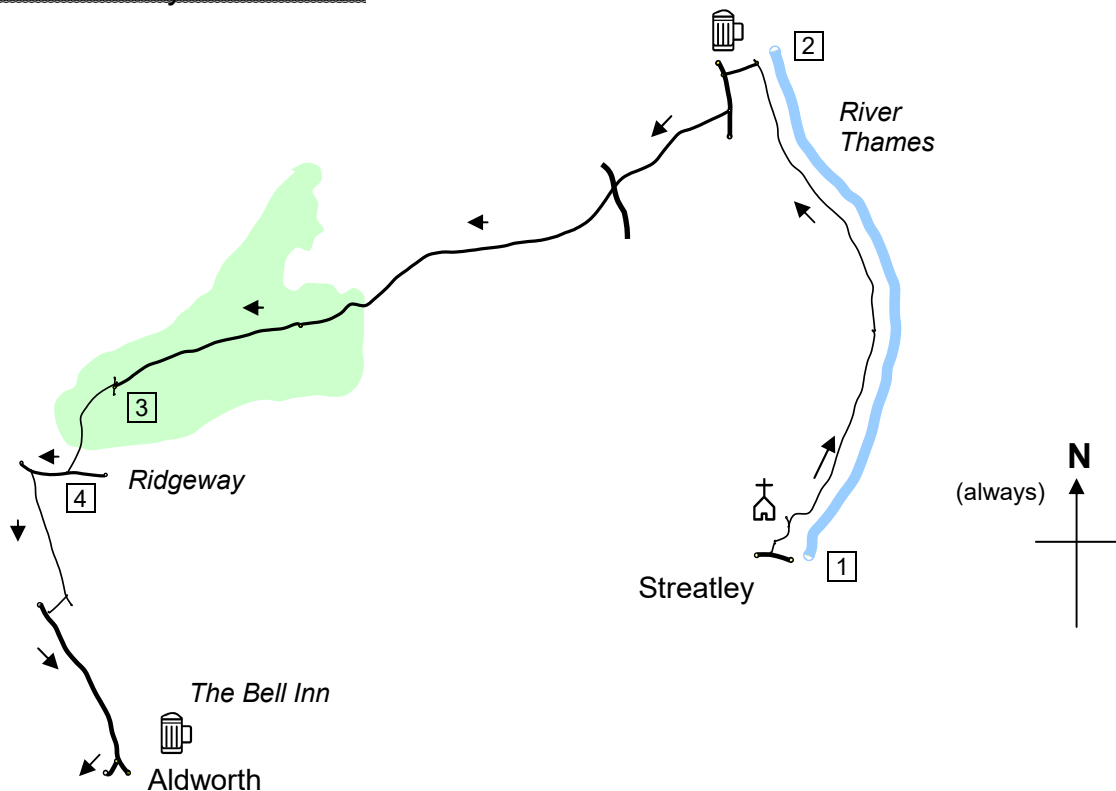 2
River
Thames
3
Ridgeway
4
N
(always)
1
Streatley
The Bell Inn
Aldworth